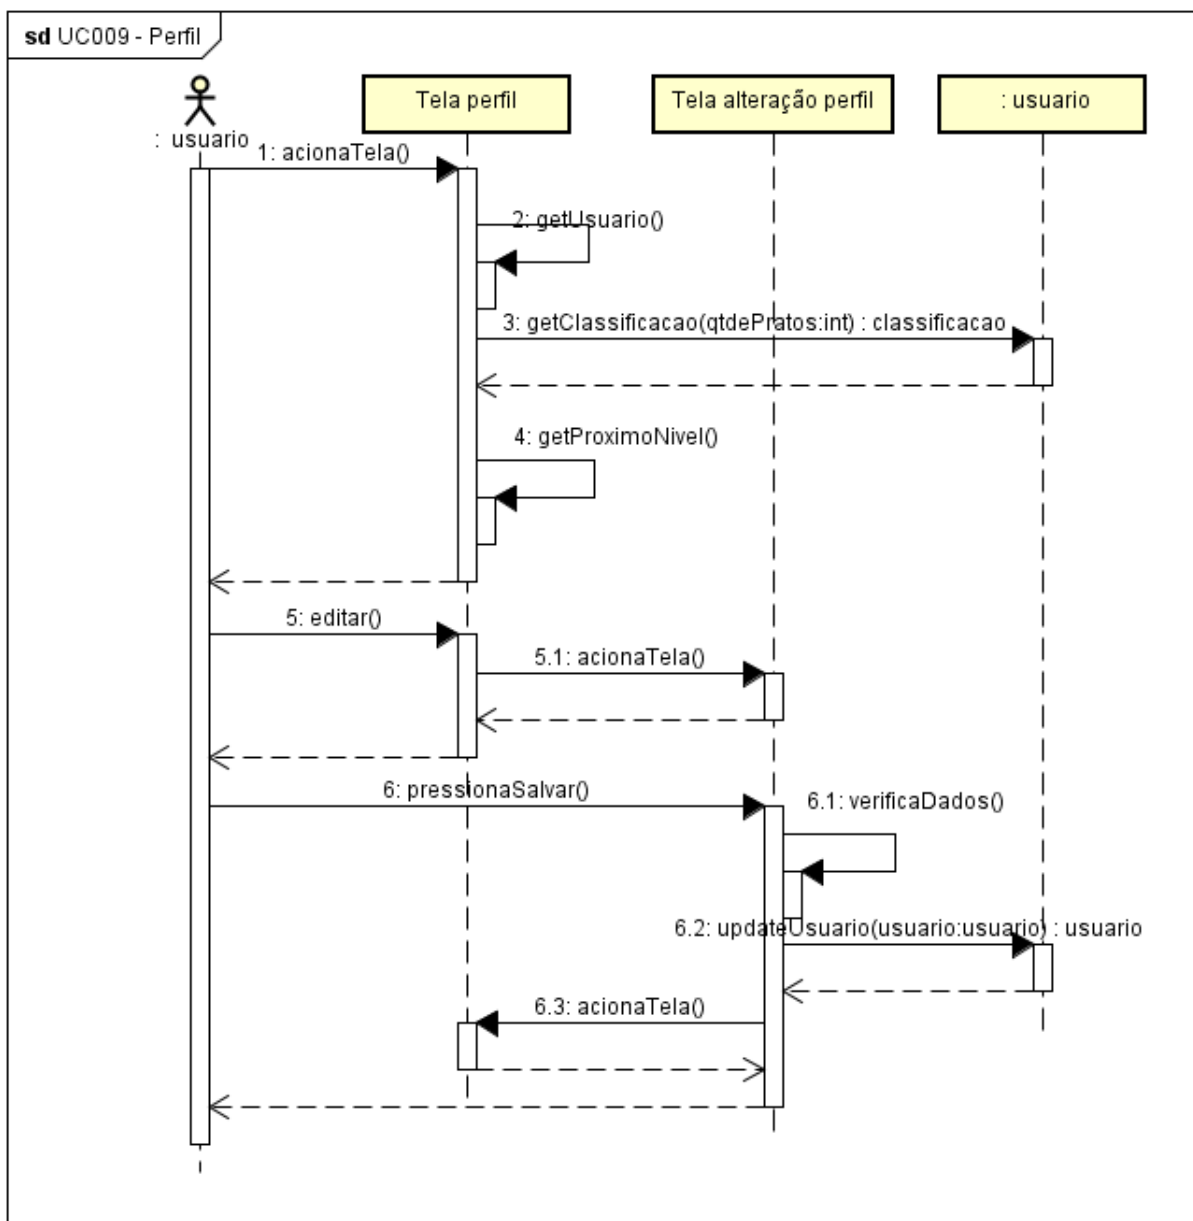 sd UC009 - Perfil
Tela perfil
Tela alteração perfil
: usuario
: usuario
1: acionaTela()
2: getUsuario()
3: getClassificacao(qtdePratos:int) : classificacao
4: getProximoNivel()
5: editar()
5.1: acionaTela()
6: pressionaSalvar()
6.1: verificaDados()
6.2: updateUsuario(usuario:usuario) : usuario
6.3: acionaTela()